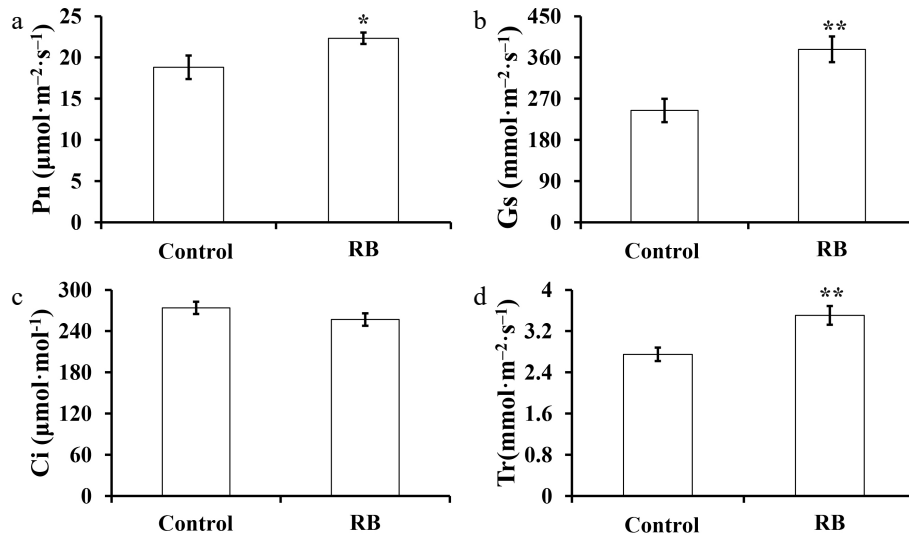 a
Pn (μmol·m⁻²·s⁻¹)
25
20
15
10
5
0
*
Control
RB
b
Gs (mmol·m⁻²·s⁻¹)
450
360
270
180
90
0
**
Control
RB
c
Ci (μmol·mol⁻¹)
300
240
180
120
60
0
Control
RB
d
Tr(mmol·m⁻²·s⁻¹)
4
3.2
2.4
1.6
0.8
0
**
Control
RB